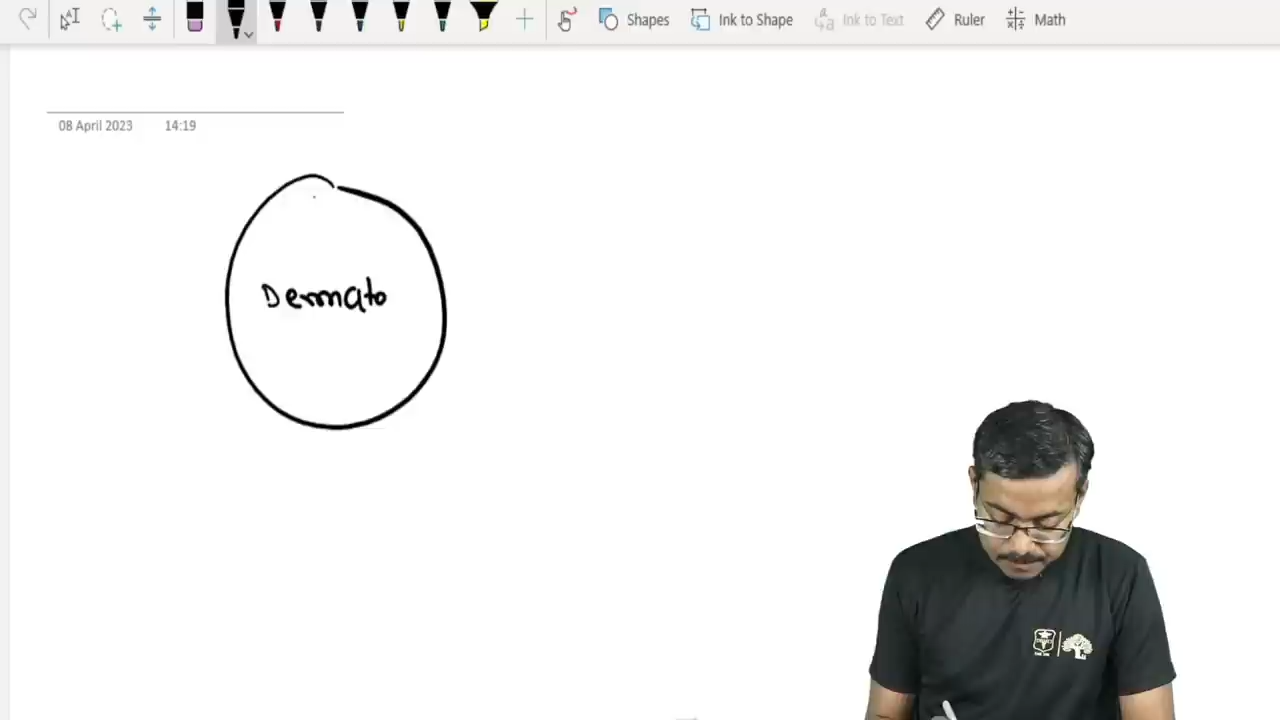 Shapes
Ink to Shape
Ink to Text
Ruler
Math
08 April 2023 14:19
Dermato